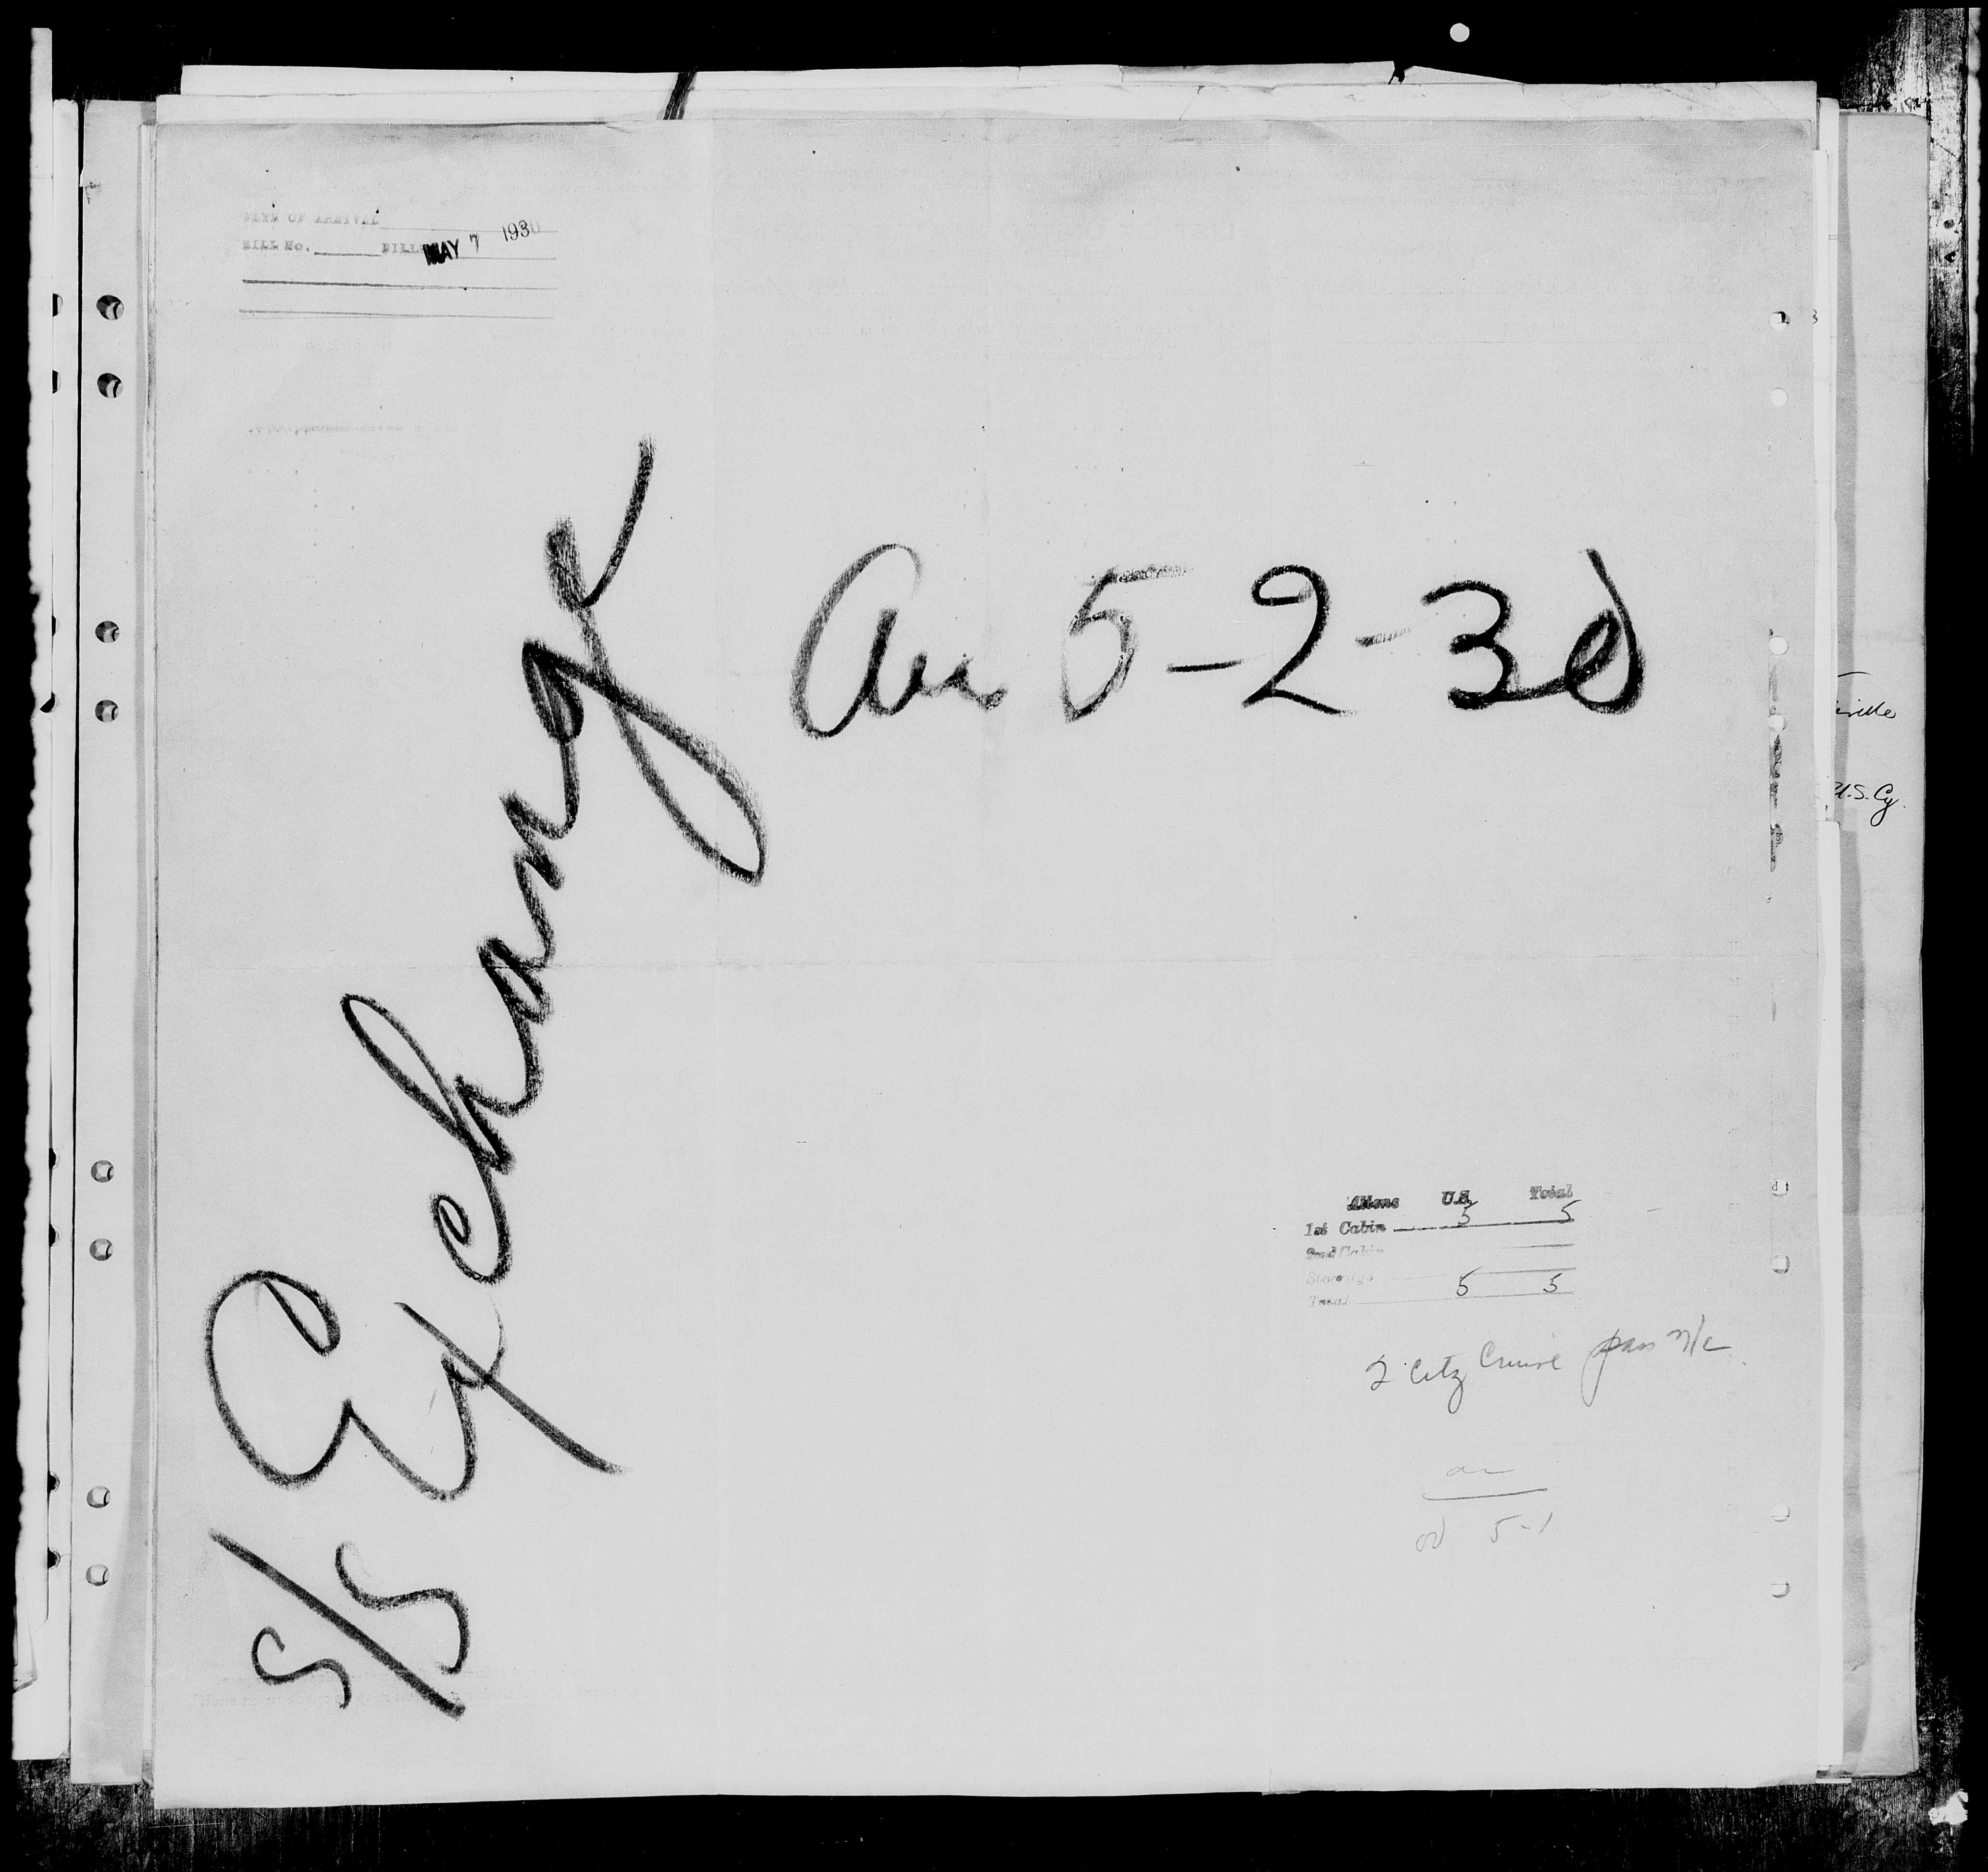 DATE OF ARRIVAL
BILL No. BILL MAY 7 1930
S/S Exchange
Arr 5-2-30
Aliens U.S. Total
1st Cabin 5 5
2nd Cabin
Steerage
Total 5 5
2 Citz Cruise pass n/c
5-1
U.S. Cy.